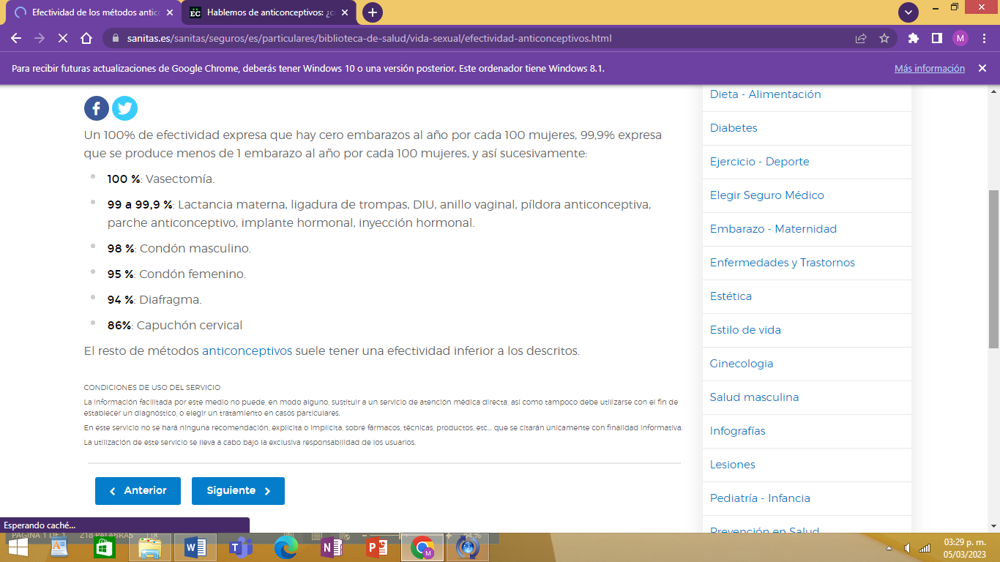 Efectividad de los métodos antic
Hablemos de anticonceptivos: ¿c
sanitas.es/sanitas/seguros/es/particulares/biblioteca-de-salud/vida-sexual/efectividad-anticonceptivos.html
M
Para recibir futuras actualizaciones de Google Chrome, deberás tener Windows 10 o una versión posterior. Este ordenador tiene Windows 8.1.
Más información
Un 100% de efectividad expresa que hay cero embarazos al año por cada 100 mujeres, 99,9% expresa
que se produce menos de 1 embarazo al año por cada 100 mujeres, y así sucesivamente:
100 %: Vasectomía.
99 a 99,9 %: Lactancia materna, ligadura de trompas, DIU, anillo vaginal, píldora anticonceptiva,
parche anticonceptivo, implante hormonal, inyección hormonal.
98 %: Condón masculino.
95 %: Condón femenino.
94 %: Diafragma.
86%: Capuchón cervical
El resto de métodos anticonceptivos suele tener una efectividad inferior a los descritos.
CONDICIONES DE USO DEL SERVICIO
La información facilitada por este medio no puede, en modo alguno, sustituir a un servicio de atención médica directa, así como tampoco debe utilizarse con el fin de
establecer un diagnóstico, o elegir un tratamiento en casos particulares.
En este servicio no se hará ninguna recomendación, explícita o implícita, sobre fármacos, técnicas, productos, etc... que se citarán únicamente con finalidad informativa.
La utilización de este servicio se lleva a cabo bajo la exclusiva responsabilidad de los usuarios.
Anterior
Siguiente
Dieta - Alimentación
Diabetes
Ejercicio - Deporte
Elegir Seguro Médico
Embarazo - Maternidad
Enfermedades y Trastornos
Estética
Estilo de vida
Ginecologia
Salud masculina
Infografías
Lesiones
Pediatría - Infancia
Prevención en Salud
Esperando caché...
PÁGINA 1 DE 1 218 PALABRAS
03:29 p. m.
05/03/2023